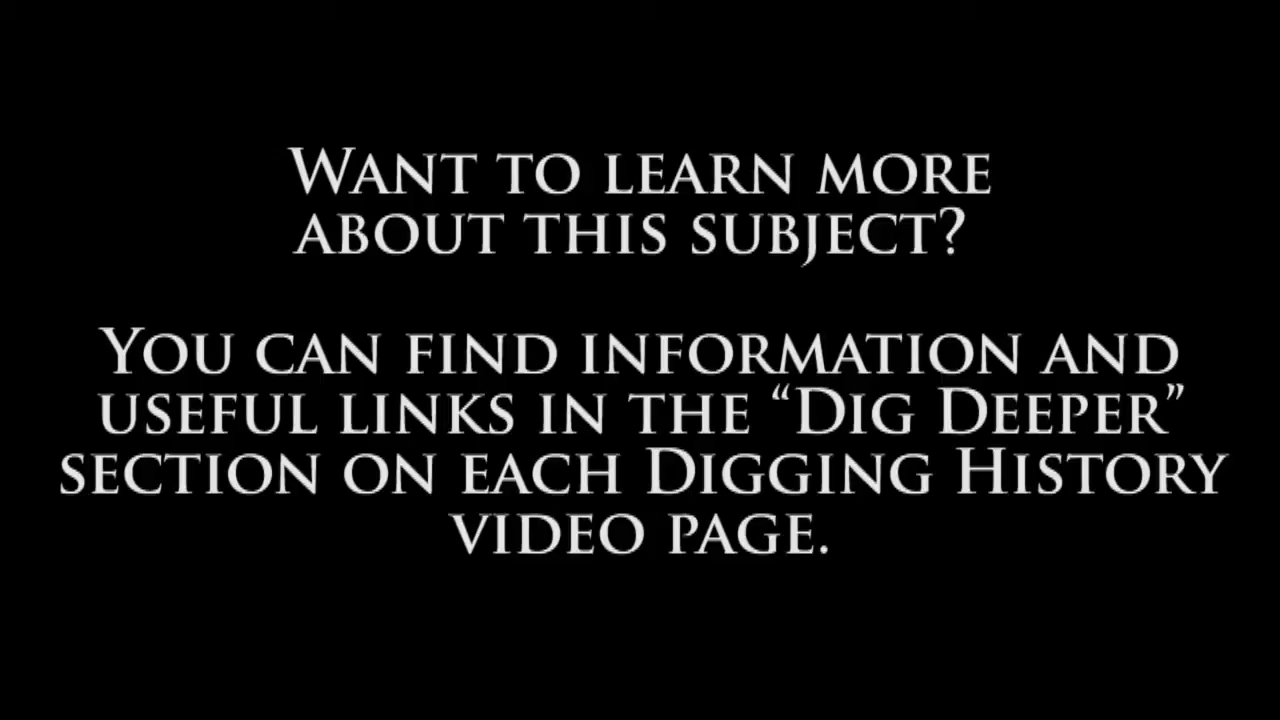 Want to learn more
about this subject?
You can find information and
useful links in the “Dig Deeper”
section on each Digging History
video page.